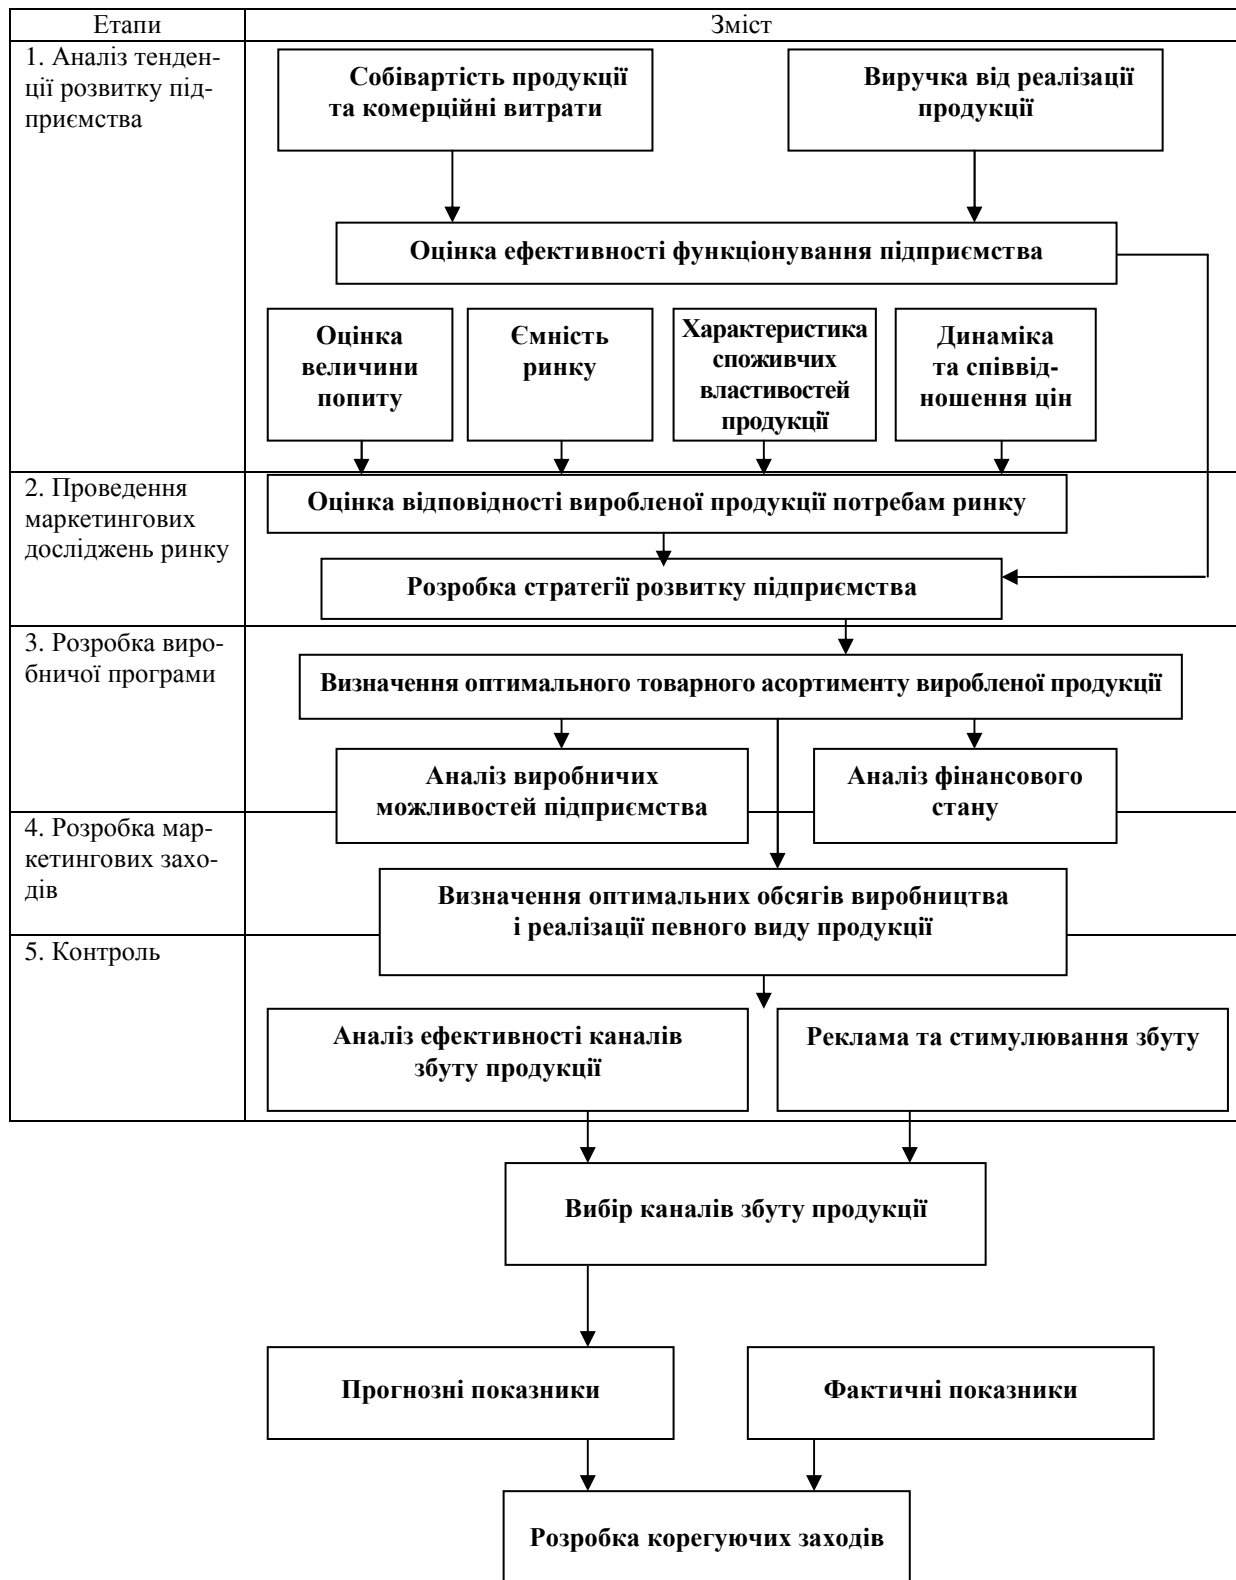 Етапи
Зміст
1. Аналіз тенден-
ції розвитку під-
приємства
Собівартість продукції
та комерційні витрати
Виручка від реалізації
продукції
Оцінка ефективності функціонування підприємства
Оцінка
величини
попиту
Ємність
ринку
Характеристика
споживчих
властивостей
продукції
Динаміка
та співвід-
ношення цін
2. Проведення
маркетингових
досліджень ринку
Оцінка відповідності виробленої продукції потребам ринку
Розробка стратегії розвитку підприємства
3. Розробка виро-
бничої програми
Визначення оптимального товарного асортименту виробленої продукції
Аналіз виробничих
можливостей підприємства
Аналіз фінансового
стану
4. Розробка мар-
кетингових захо-
дів
Визначення оптимальних обсягів виробництва
і реалізації певного виду продукції
5. Контроль
Аналіз ефективності каналів
збуту продукції
Реклама та стимулювання збуту
Вибір каналів збуту продукції
Прогнозні показники
Фактичні показники
Розробка корегуючих заходів